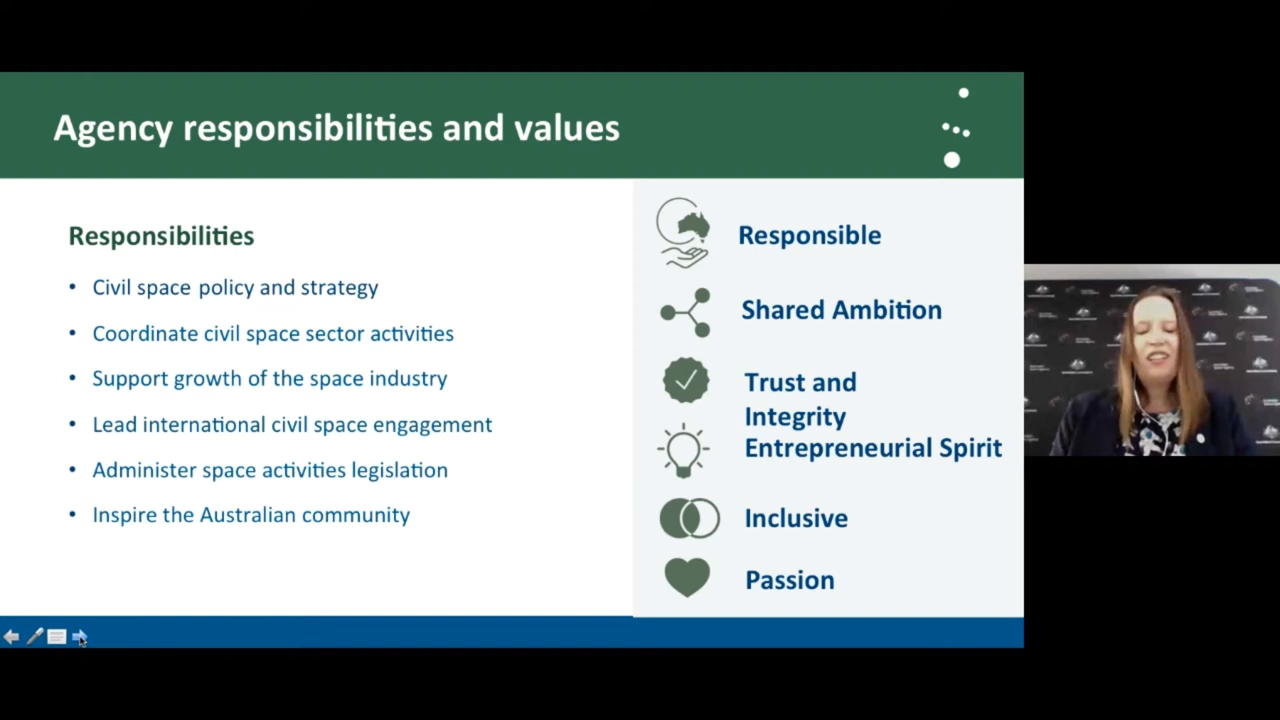 Agency responsibilities and values
Responsibilities
• Civil space policy and strategy
• Coordinate civil space sector activities
• Support growth of the space industry
• Lead international civil space engagement
• Administer space activities legislation
• Inspire the Australian community
Responsible
Shared Ambition
Trust and
Integrity
Entrepreneurial Spirit
Inclusive
Passion